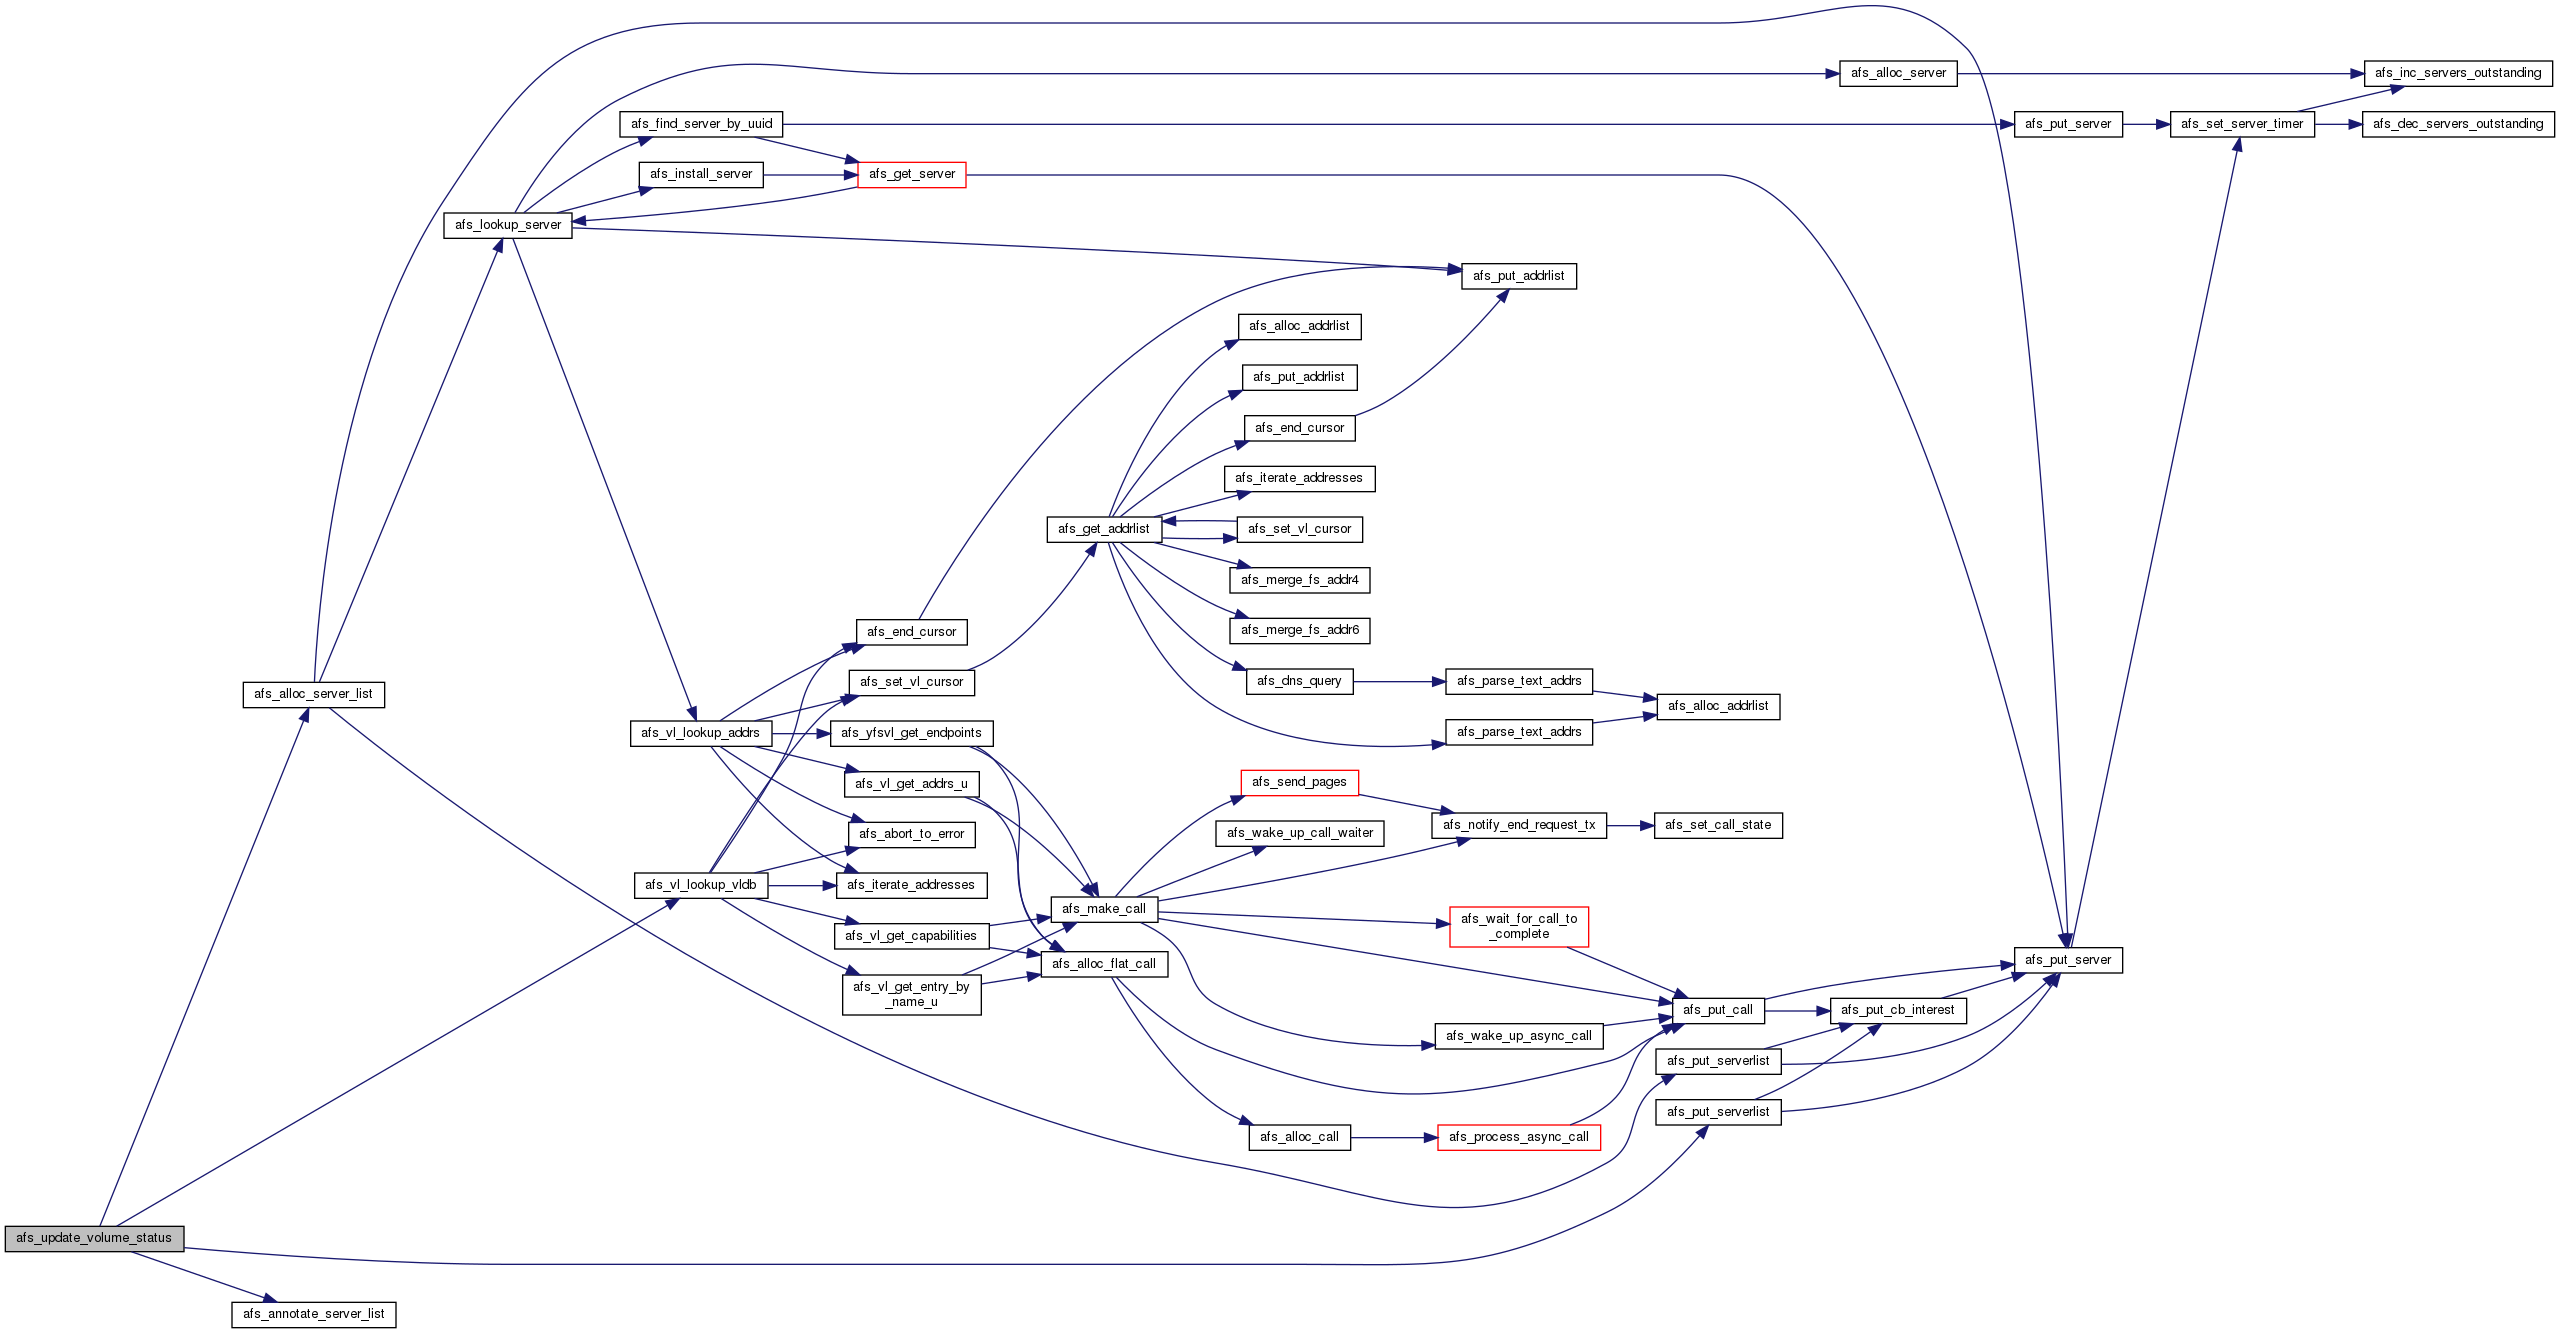 afs_alloc_server
afs_inc_servers_outstanding
afs_find_server_by_uuid
afs_put_server
afs_set_server_timer
afs_dec_servers_outstanding
afs_install_server
afs_get_server
afs_lookup_server
afs_put_addrlist
afs_alloc_addrlist
afs_put_addrlist
afs_end_cursor
afs_iterate_addresses
afs_get_addrlist
afs_set_vl_cursor
afs_merge_fs_addr4
afs_end_cursor
afs_merge_fs_addr6
afs_alloc_server_list
afs_set_vl_cursor
afs_dns_query
afs_parse_text_addrs
afs_alloc_addrlist
afs_vl_lookup_addrs
afs_yfsvl_get_endpoints
afs_parse_text_addrs
afs_vl_get_addrs_u
afs_send_pages
afs_abort_to_error
afs_wake_up_call_waiter
afs_notify_end_request_tx
afs_set_call_state
afs_vl_lookup_vldb
afs_iterate_addresses
afs_make_call
afs_wait_for_call_to
_complete
afs_vl_get_capabilities
afs_alloc_flat_call
afs_put_server
afs_vl_get_entry_by
_name_u
afs_put_call
afs_put_cb_interest
afs_wake_up_async_call
afs_put_serverlist
afs_put_serverlist
afs_alloc_call
afs_process_async_call
afs_update_volume_status
afs_annotate_server_list